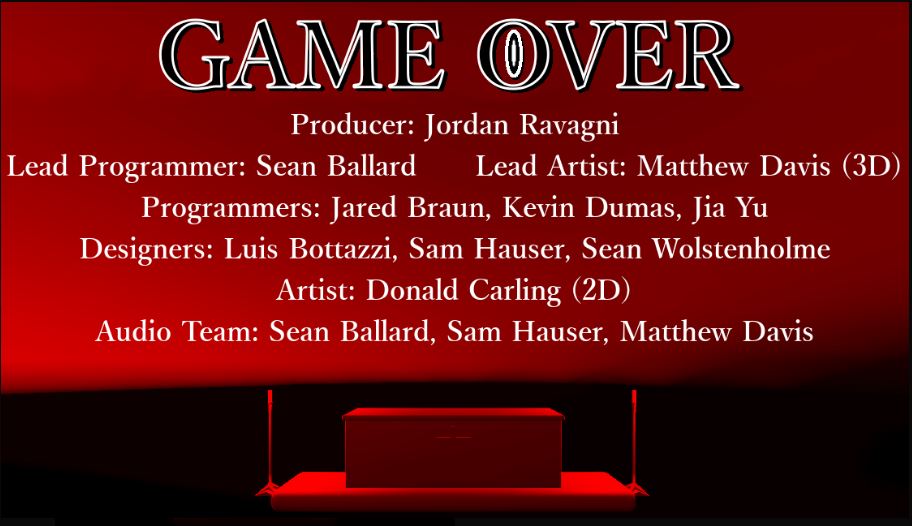 GAME OVER
Producer: Jordan Ravagni
Lead Programmer: Sean Ballard Lead Artist: Matthew Davis (3D)
Programmers: Jared Braun, Kevin Dumas, Jia Yu
Designers: Luis Bottazzi, Sam Hauser, Sean Wolstenholme
Artist: Donald Carling (2D)
Audio Team: Sean Ballard, Sam Hauser, Matthew Davis